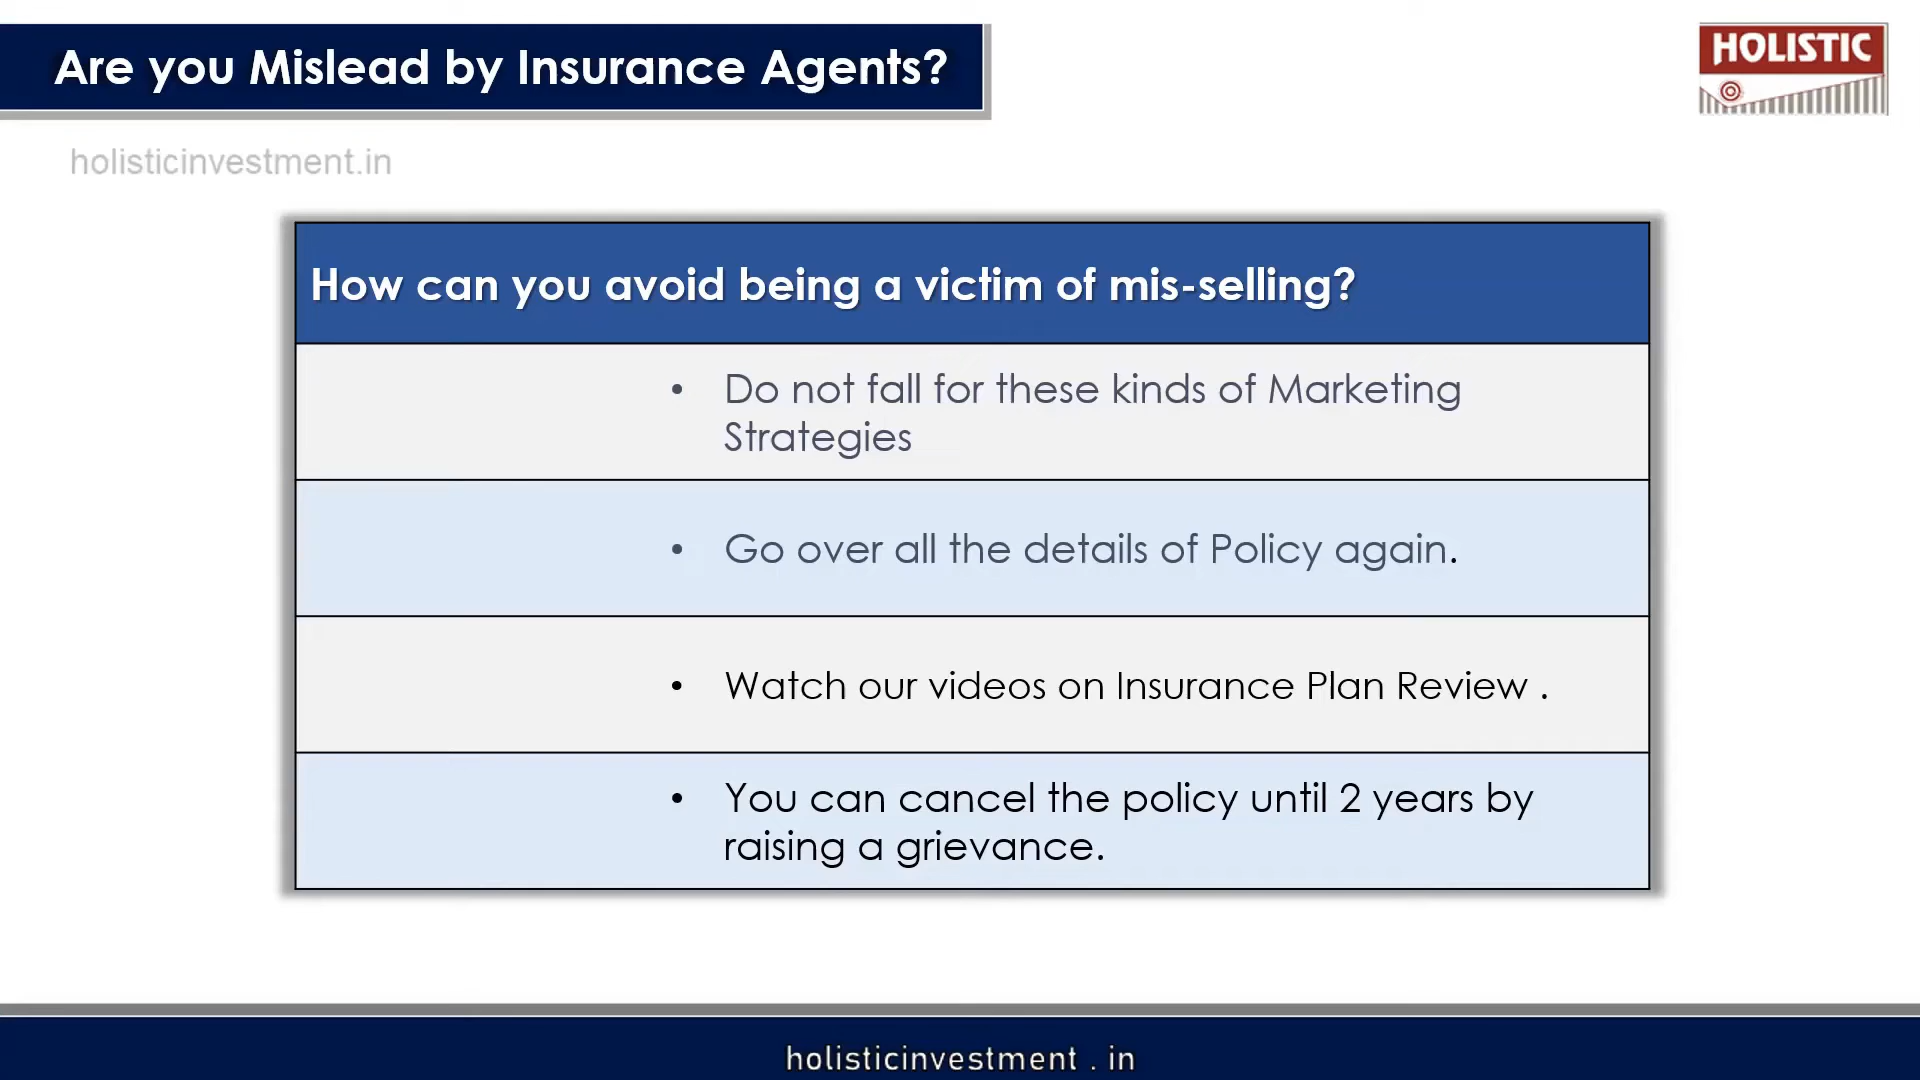 Are you Mislead by Insurance Agents?
HOLISTIC
holisticinvestment.in
How can you avoid being a victim of mis-selling?
• Do not fall for these kinds of Marketing
Strategies
• Go over all the details of Policy again.
• Watch our videos on Insurance Plan Review .
• You can cancel the policy until 2 years by
raising a grievance.
holisticinvestment . in